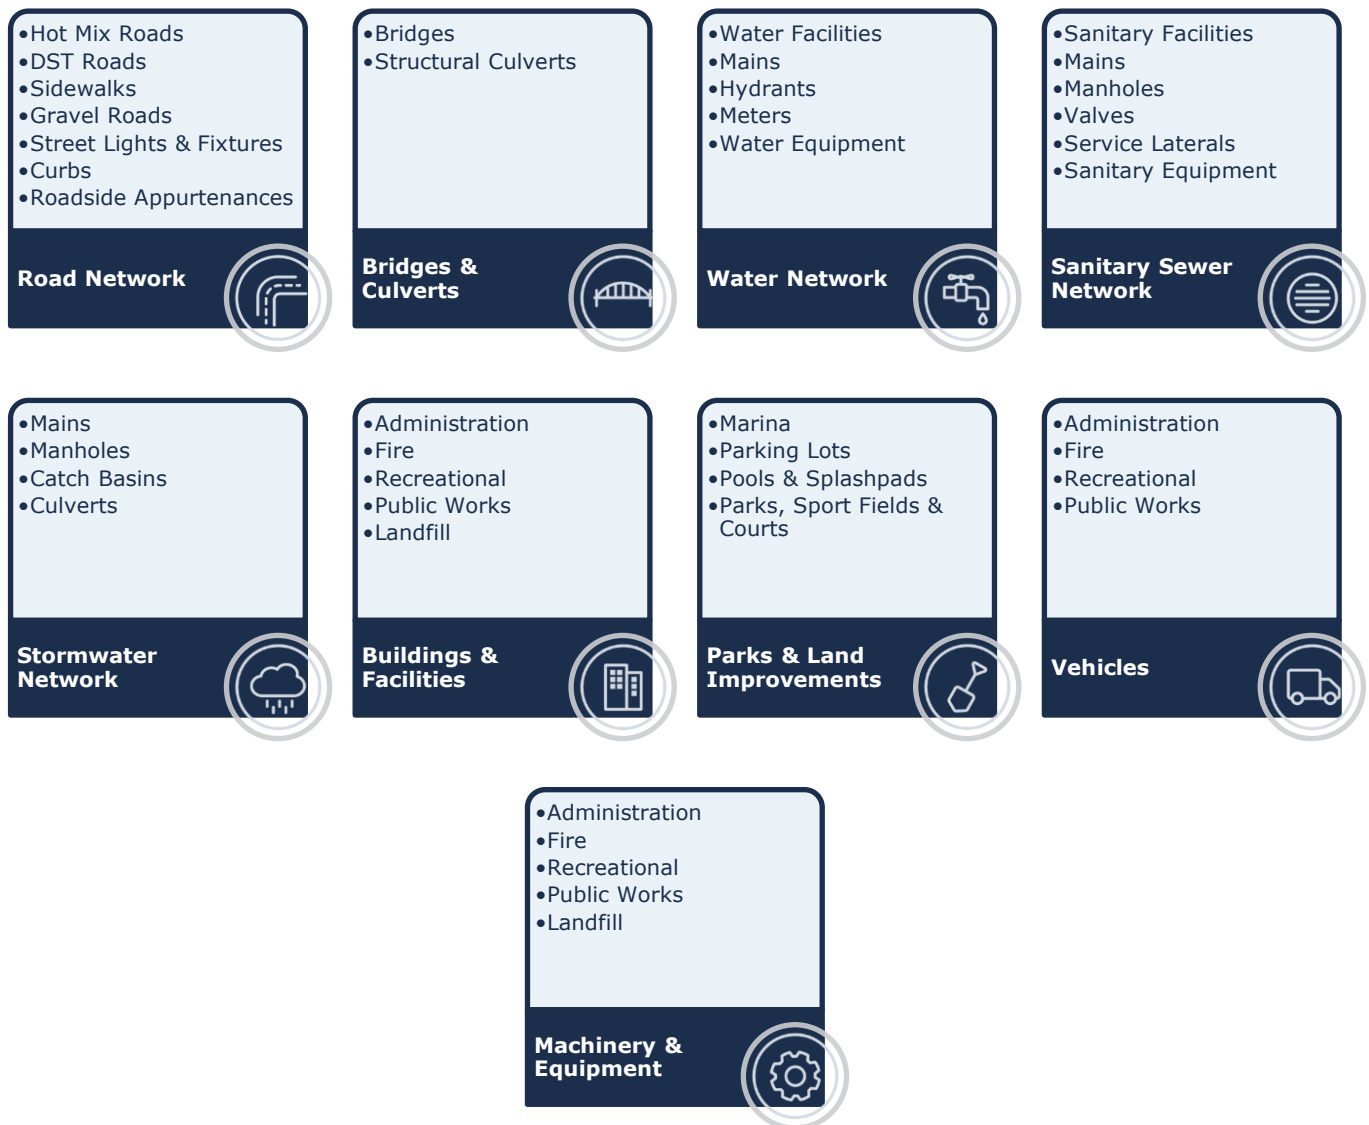 •Hot Mix Roads
•DST Roads
•Sidewalks
•Gravel Roads
•Street Lights & Fixtures
•Curbs
•Roadside Appurtenances
Road Network
•Bridges
•Structural Culverts
Bridges &
Culverts
•Water Facilities
•Mains
•Hydrants
•Meters
•Water Equipment
Water Network
•Sanitary Facilities
•Mains
•Manholes
•Valves
•Service Laterals
•Sanitary Equipment
Sanitary Sewer
Network
•Mains
•Manholes
•Catch Basins
•Culverts
Stormwater
Network
•Administration
•Fire
•Recreational
•Public Works
•Landfill
Buildings &
Facilities
•Marina
•Parking Lots
•Pools & Splashpads
•Parks, Sport Fields &
Courts
Parks & Land
Improvements
•Administration
•Fire
•Recreational
•Public Works
Vehicles
•Administration
•Fire
•Recreational
•Public Works
•Landfill
Machinery &
Equipment